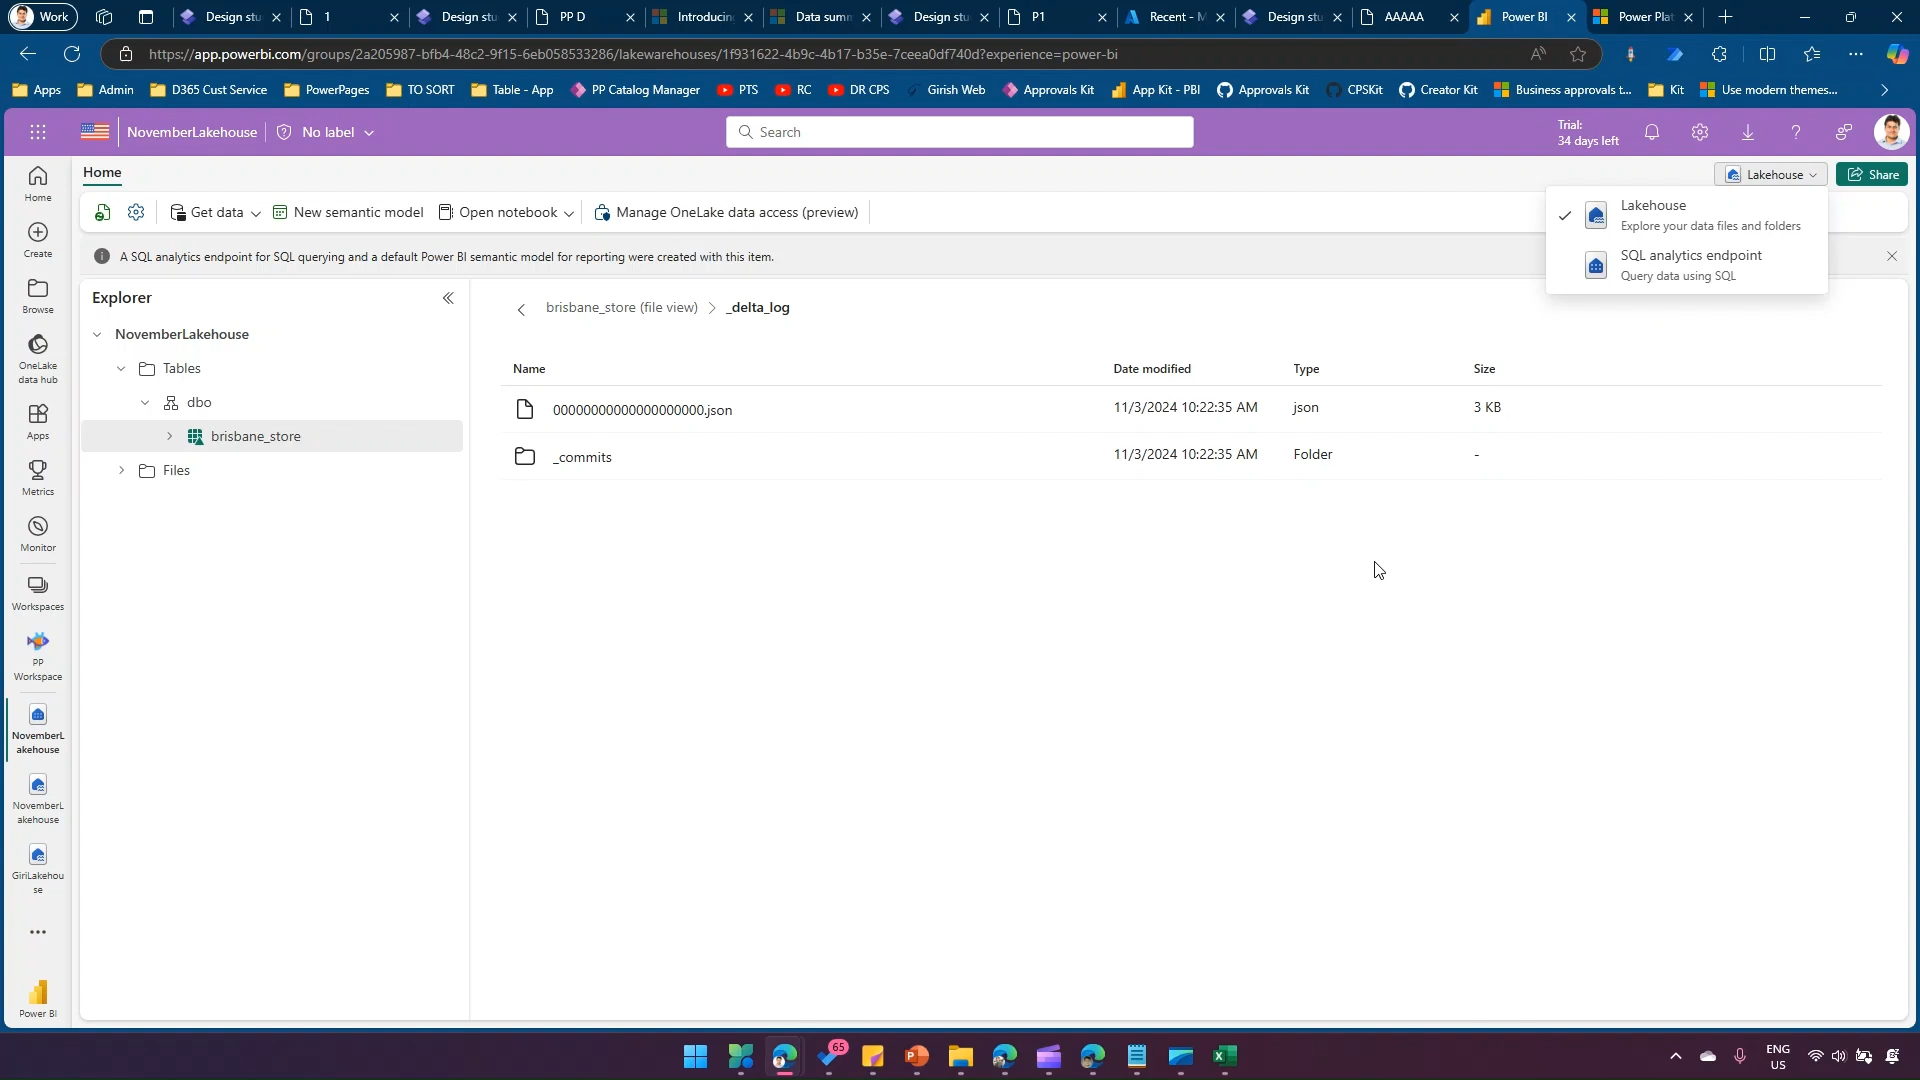 Work
Design stu
1
Design stu
PP D
Introducin
Data summ
Design stu
P1
Recent - M
Design stu
AAAAA
Power BI
Power Plat
https://app.powerbi.com/groups/2a205987-bfb4-48c2-9f15-6eb058533286/lakewarehouses/1f931622-4b9c-4b17-b35e-7ceea0df740d?experience=power-bi
Apps
Admin
D365 Cust Service
PowerPages
TO SORT
Table - App
PP Catalog Manager
PTS
RC
DR CPS
Girish Web
Approvals Kit
App Kit - PBI
Approvals Kit
CPSKit
Creator Kit
Business approvals t...
Kit
Use modern themes...
NovemberLakehouse
No label
Search
Trial:
34 days left
Home
Lakehouse
Share
Get data
New semantic model
Open notebook
Manage OneLake data access (preview)
Lakehouse
Explore your data files and folders
SQL analytics endpoint
Query data using SQL
A SQL analytics endpoint for SQL querying and a default Power BI semantic model for reporting were created with this item.
Home
Create
Browse
OneLake
data hub
Apps
Metrics
Monitor
Workspaces
PP
Workspace
NovemberL
akehouse
NovemberL
akehouse
GiriLakehou
se
Power BI
Explorer
NovemberLakehouse
Tables
dbo
brisbane_store
Files
brisbane_store (file view) > _delta_log
Name
Date modified
Type
Size
00000000000000000000.json
11/3/2024 10:22:35 AM
json
3 KB
_commits
11/3/2024 10:22:35 AM
Folder
-
65
ENG
US